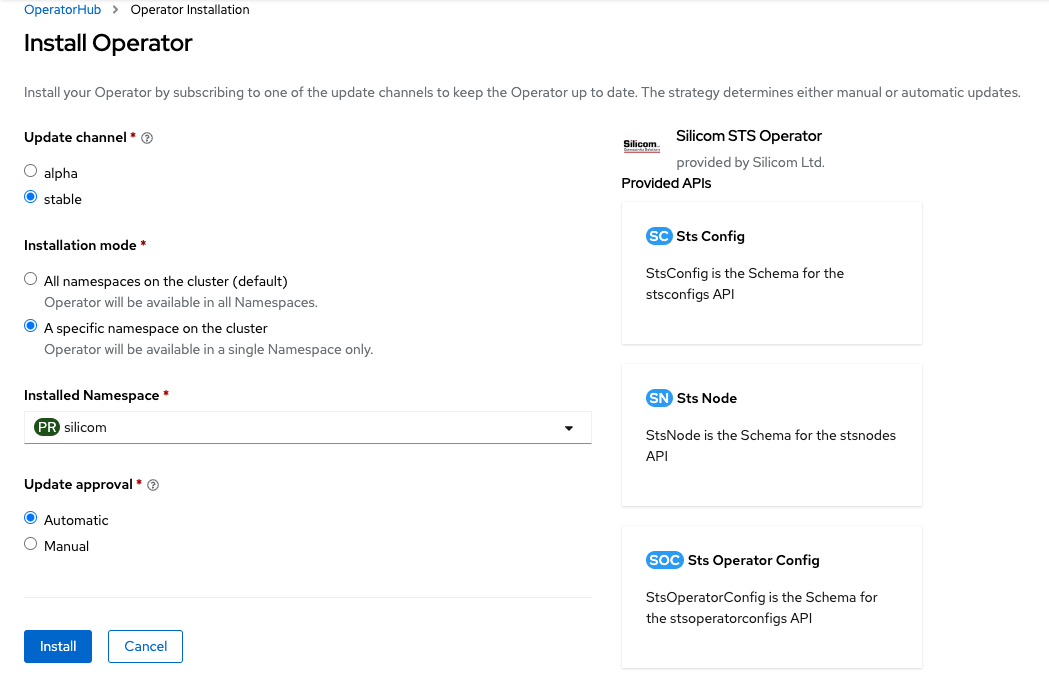 OperatorHub > Operator Installation
Install Operator
Install your Operator by subscribing to one of the update channels to keep the Operator up to date. The strategy determines either manual or automatic updates.
Update channel *
alpha
stable
Installation mode *
All namespaces on the cluster (default)
Operator will be available in all Namespaces.
A specific namespace on the cluster
Operator will be available in a single Namespace only.
Installed Namespace *
PR silicom
Update approval *
Automatic
Manual
Install Cancel
Silicom
Silicom STS Operator
provided by Silicom Ltd.
Provided APIs
SC Sts Config
StsConfig is the Schema for the
stsconfigs API
SN Sts Node
StsNode is the Schema for the stsnodes
API
SOC Sts Operator Config
StsOperatorConfig is the Schema for
the stsoperatorconfigs API